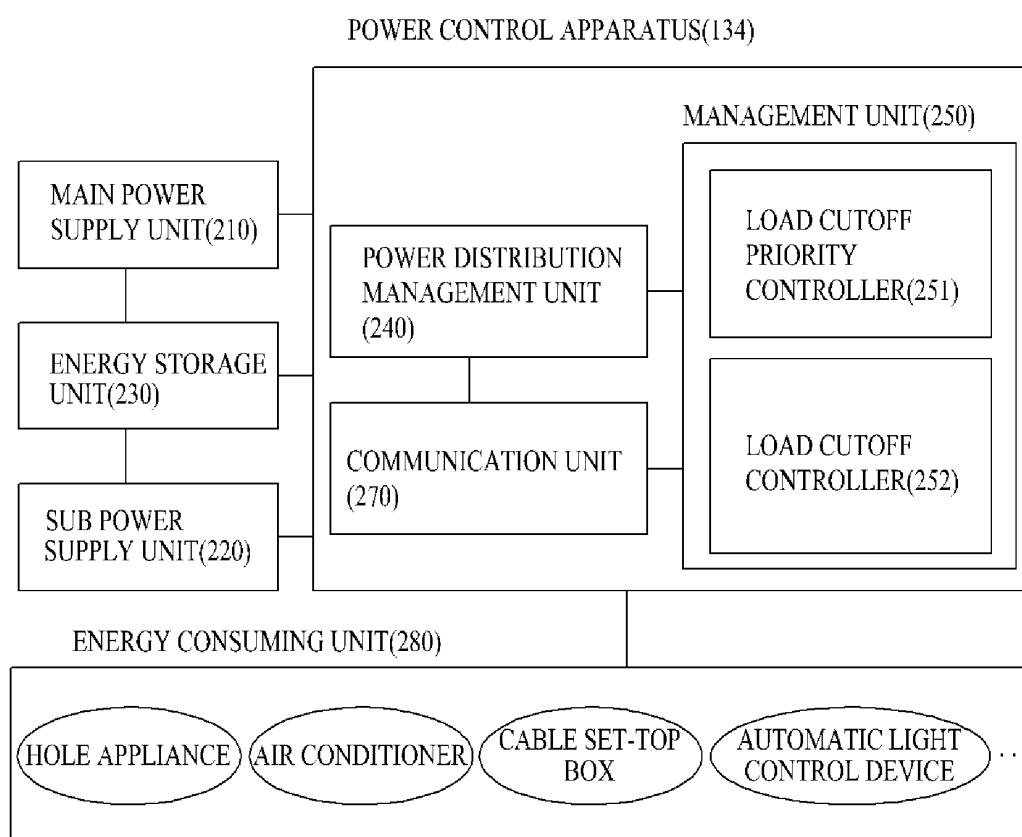 POWER CONTROL APPARATUS(134)
MANAGEMENT UNIT(250)
MAIN POWER
SUPPLY UNIT(210)
ENERGY STORAGE
UNIT(230)
SUB POWER
SUPPLY UNIT(220)
POWER DISTRIBUTION
MANAGEMENT UNIT
(240)
COMMUNICATION UNIT
(270)
LOAD CUTOFF
PRIORITY
CONTROLLER(251)
LOAD CUTOFF
CONTROLLER(252)
ENERGY CONSUMING UNIT(280)
HOLE APPLIANCE
AIR CONDITIONER
CABLE SET-TOP
BOX
AUTOMATIC LIGHT
CONTROL DEVICE
...